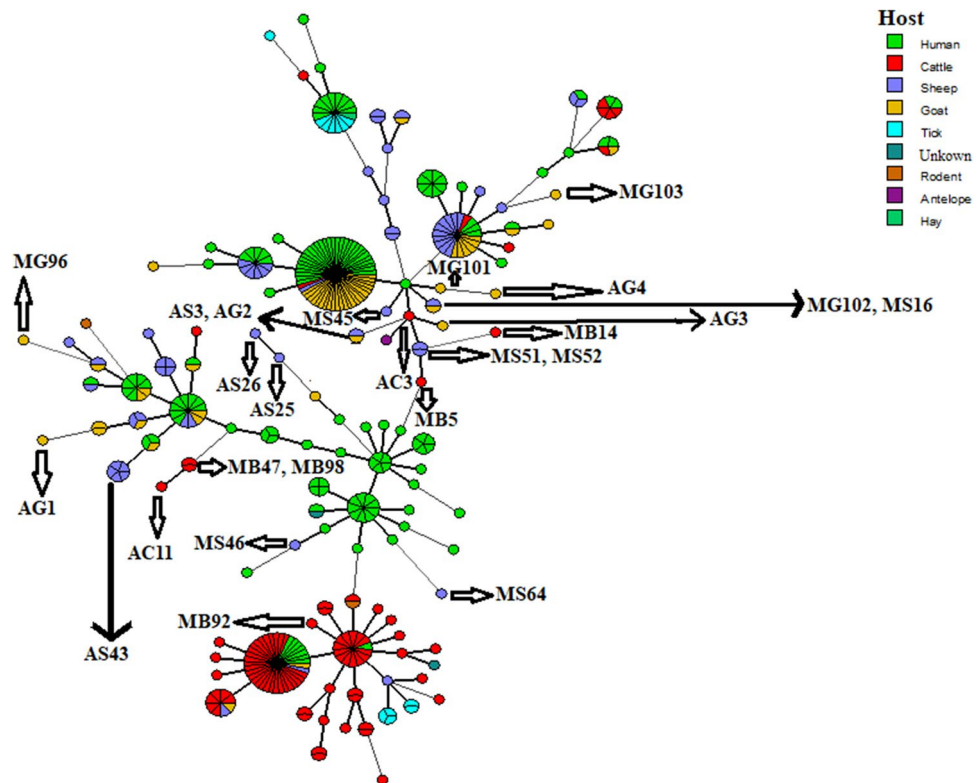 Host
Human
Cattle
Sheep
Goat
Tick
Unkown
Rodent
Antelope
Hay
MG103
MG101
MG96
AG4
AS3, AG2
MS45
MG102, MS16
AG3
MB14
MS51, MS52
AC3
AS26
AS25
MB5
MB47, MB98
AG1
AC11
MS46
MS64
MB92
AS43